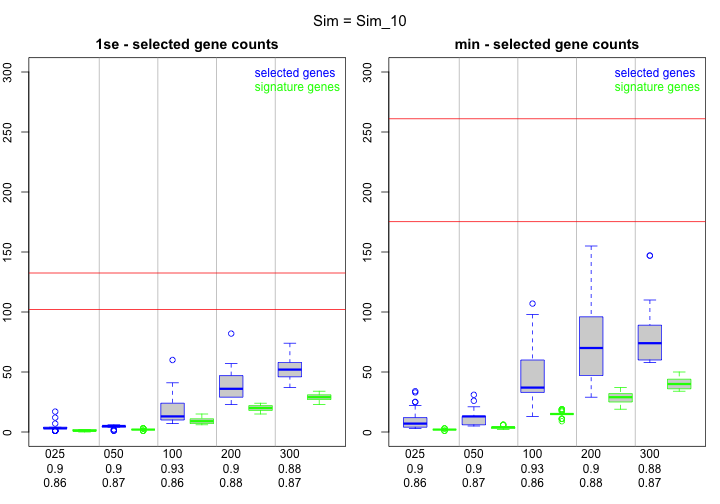 Sim = Sim_10
1se - selected gene counts
300
250
200
150
100
50
0
selected genes
signature genes
025 050 100 200 300
0.9 0.9 0.93 0.9 0.88
0.86 0.87 0.86 0.88 0.87
min - selected gene counts
300
250
200
150
100
50
0
selected genes
signature genes
025 050 100 200 300
0.9 0.9 0.93 0.9 0.88
0.86 0.87 0.86 0.88 0.87